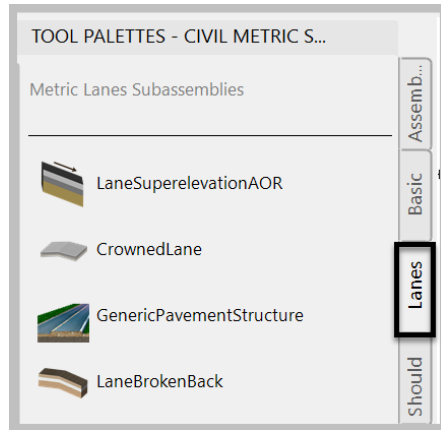 TOOL PALETTES - CIVIL METRIC S...
Metric Lanes Subassemblies
LaneSuperelevationAOR
CrownedLane
GenericPavementStructure
LaneBrokenBack
Assemb...
Basic
Lanes
Should